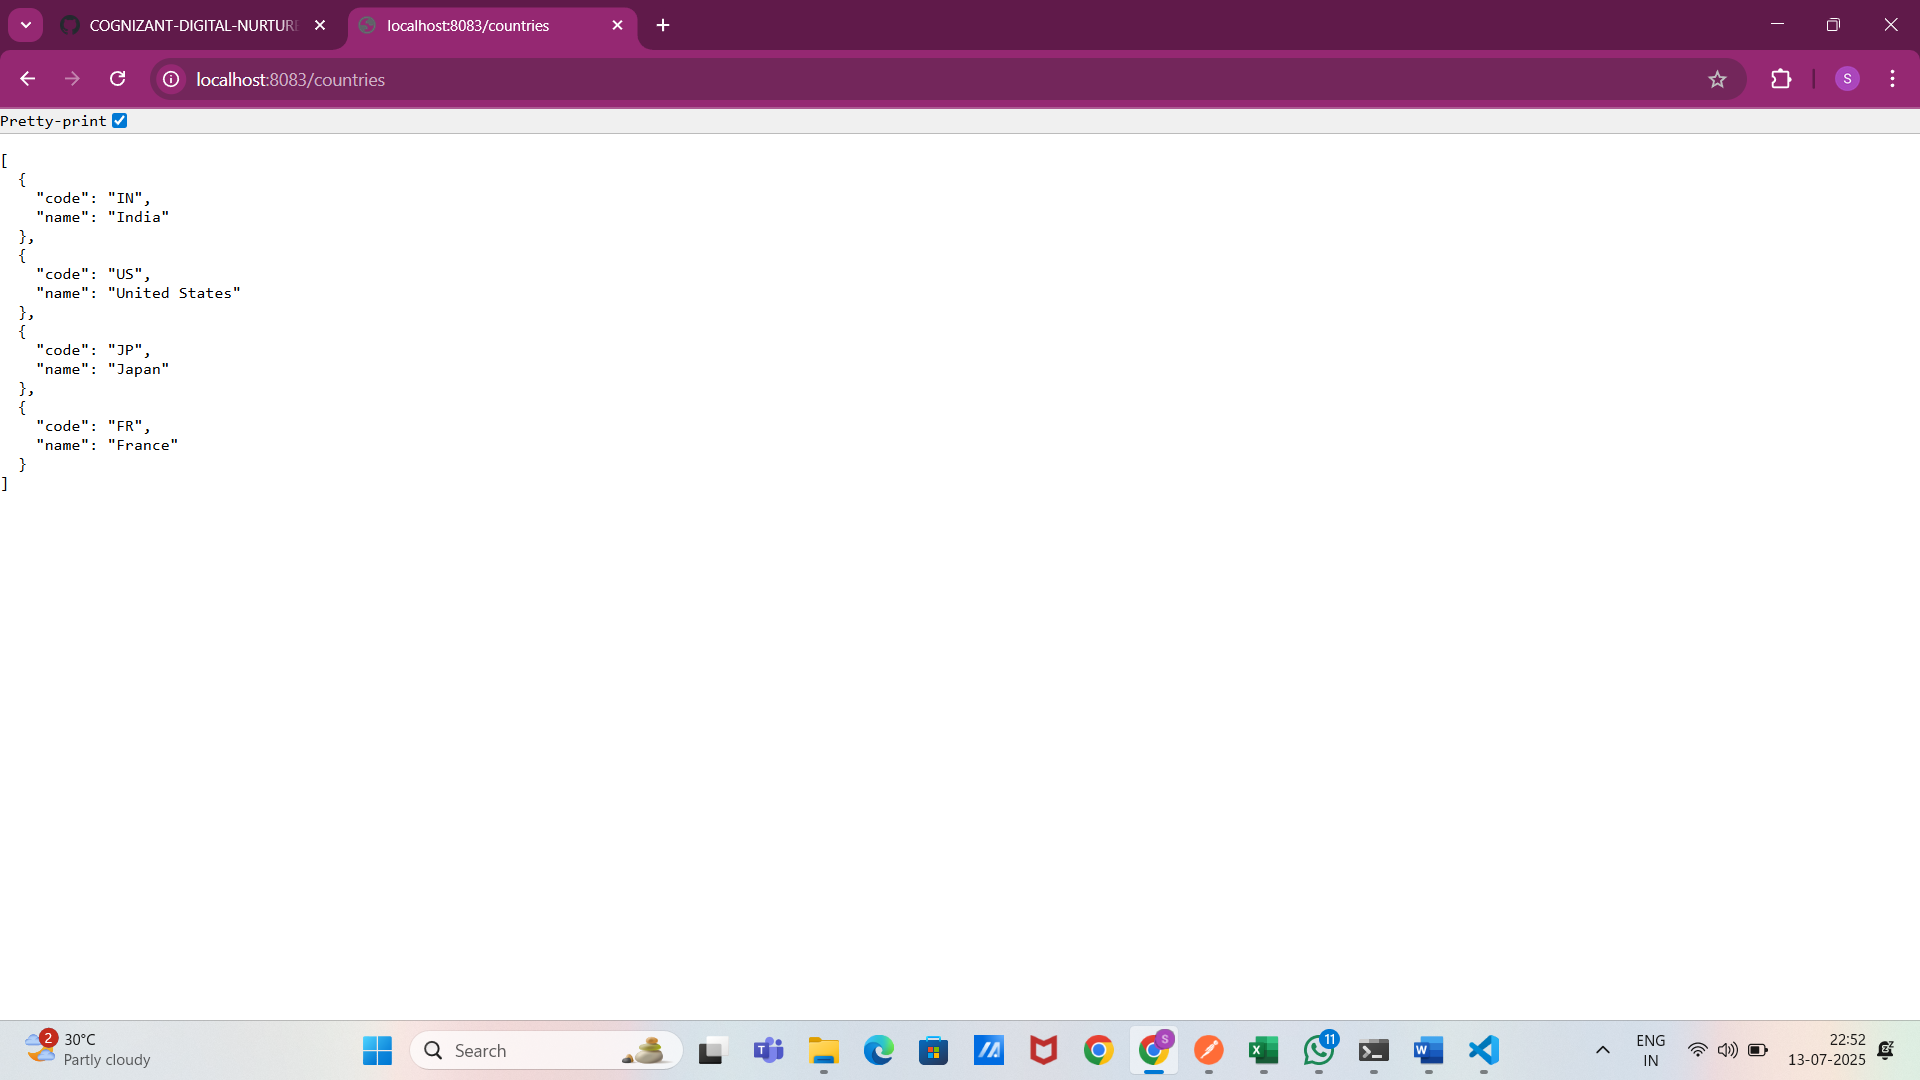 COGNIZANT-DIGITAL-NURTURE
localhost:8083/countries
localhost:8083/countries
S
Pretty-print
[
  {
    "code": "IN",
    "name": "India"
  },
  {
    "code": "US",
    "name": "United States"
  },
  {
    "code": "JP",
    "name": "Japan"
  },
  {
    "code": "FR",
    "name": "France"
  }
]
2
30°C
Partly cloudy
Search
S
11
ENG
IN
22:52
13-07-2025